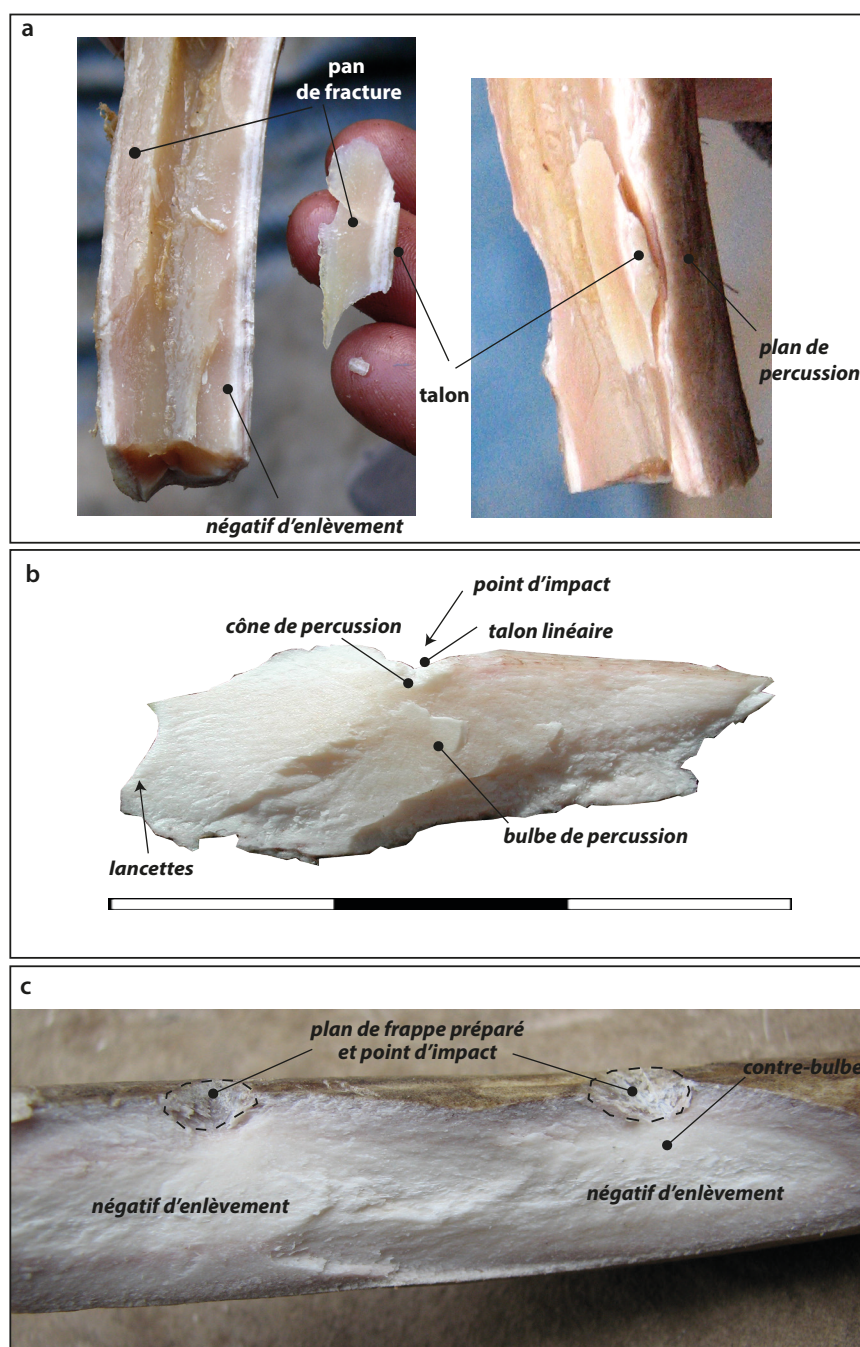 a
pan
de fracture
talon
plan de
percussion
négatif d'enlèvement
b
point d'impact
cône de percussion
talon linéaire
bulbe de percussion
lancettes
c
plan de frappe préparé
et point d'impact
contre-bulbe
négatif d'enlèvement
négatif d'enlèvement